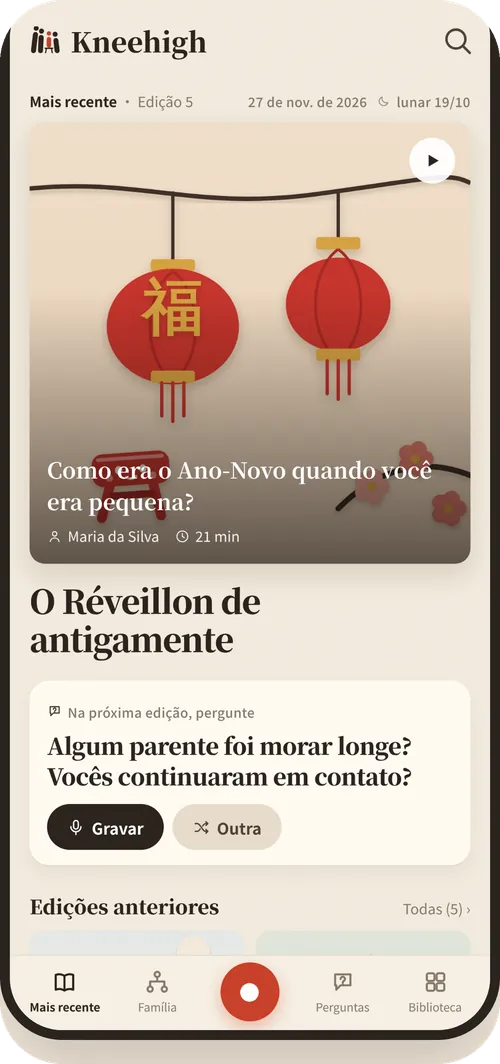 Kneehigh
Mais recente • Edição 5 27 de nov. de 2026 lunar 19/10
福
Como era o Ano-Novo quando você
era pequena?
Maria da Silva 21 min
O Réveillon de
antigamente
Na próxima edição, pergunte
Algum parente foi morar longe?
Vocês continuaram em contato?
Gravar Outra
Edições anteriores Todas (5) ›
Mais recente Família Perguntas Biblioteca